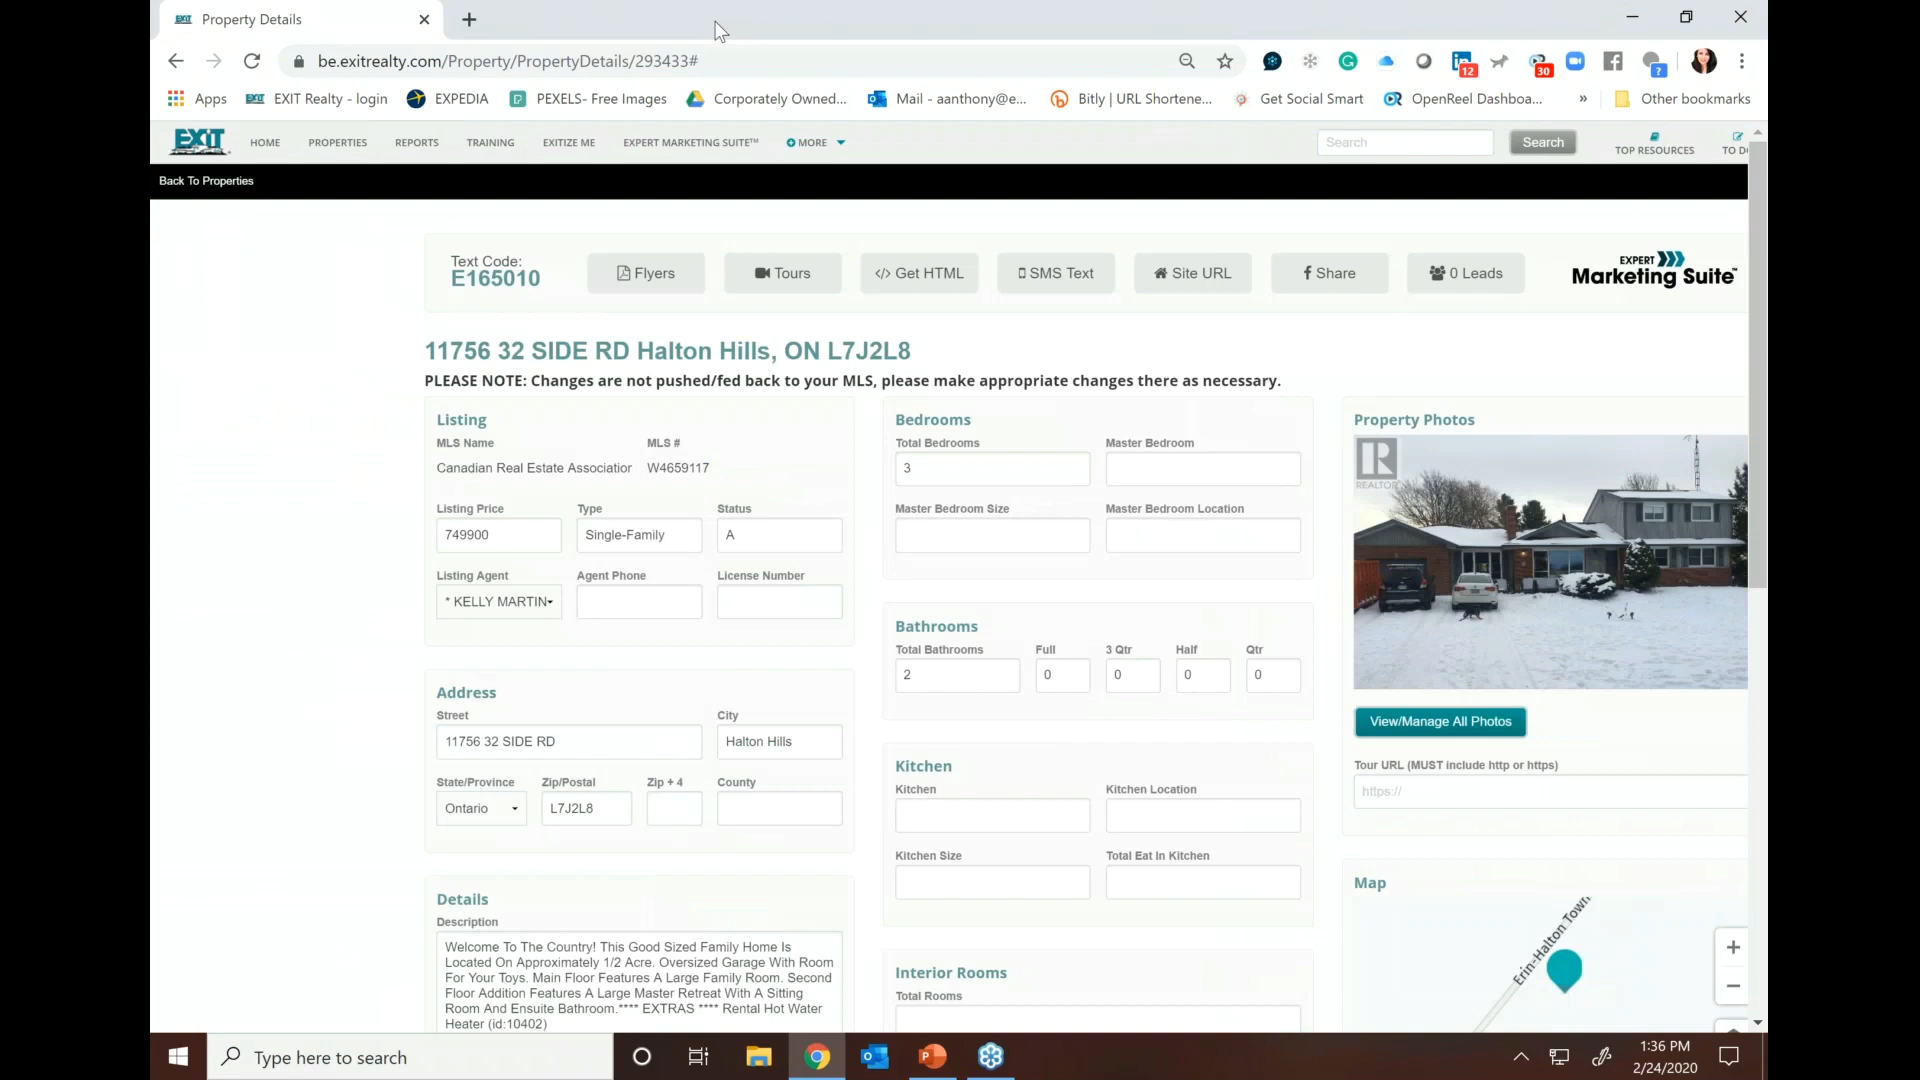 Property Details
be.exitrealty.com/Property/PropertyDetails/293433#
12
30
?
Apps
EXIT Realty - login
EXPEDIA
PEXELS- Free Images
Corporately Owned...
Mail - aanthony@e...
Bitly | URL Shortene...
Get Social Smart
OpenReel Dashboa...
»
Other bookmarks
EXIT
HOME
PROPERTIES
REPORTS
TRAINING
EXITIZE ME
EXPERT MARKETING SUITE™
MORE
Search
Search
TOP RESOURCES
TO D
Back To Properties
Text Code:
E165010
Flyers
Tours
</> Get HTML
SMS Text
Site URL
Share
0 Leads
EXPERT
Marketing Suite™
11756 32 SIDE RD Halton Hills, ON L7J2L8
PLEASE NOTE: Changes are not pushed/fed back to your MLS, please make appropriate changes there as necessary.
Listing
MLS Name
MLS #
Canadian Real Estate Association
W4659117
Listing Price
Type
Status
749900
Single-Family
A
Listing Agent
Agent Phone
License Number
* KELLY MARTIN
Address
Street
City
11756 32 SIDE RD
Halton Hills
State/Province
Zip/Postal
Zip + 4
County
Ontario
L7J2L8
Details
Description
Welcome To The Country! This Good Sized Family Home Is
Located On Approximately 1/2 Acre. Oversized Garage With Room
For Your Toys. Main Floor Features A Large Family Room. Second
Floor Addition Features A Large Master Retreat With A Sitting
Room And Ensuite Bathroom.**** EXTRAS **** Rental Hot Water
Heater (id:10402)
Bedrooms
Total Bedrooms
Master Bedroom
3
Master Bedroom Size
Master Bedroom Location
Bathrooms
Total Bathrooms
Full
3 Qtr
Half
Qtr
2
0
0
0
0
Kitchen
Kitchen
Kitchen Location
Kitchen Size
Total Eat In Kitchen
Interior Rooms
Total Rooms
Property Photos
R
REALTOR
View/Manage All Photos
Tour URL (MUST include http or https)
https://
Map
Erin-Halton Town
+
−
Type here to search
1:36 PM
2/24/2020